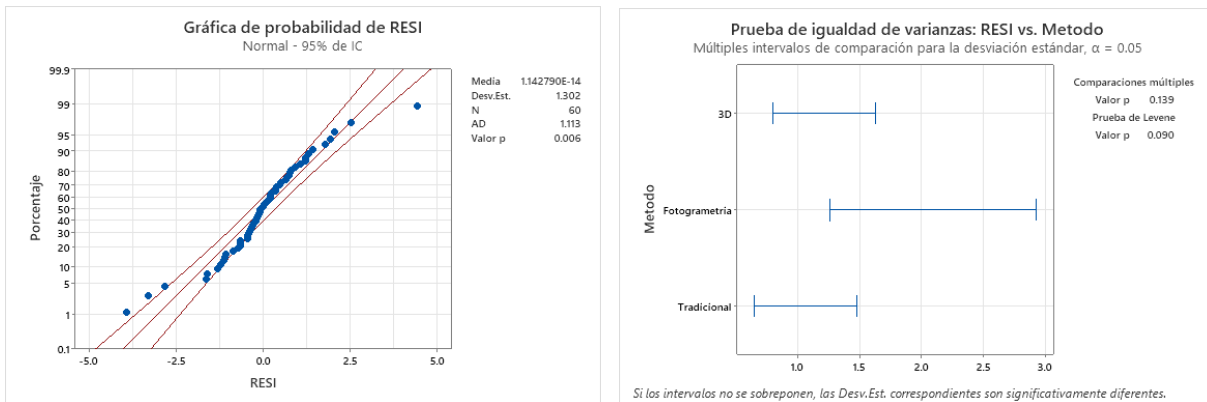 Gráfica de probabilidad de RESI
Normal - 95% de IC
99.9
99
95
90
80
70
60
50
40
30
20
10
5
1
0.1
Porcentaje
-5.0
-2.5
0.0
2.5
5.0
RESI
Media 1.142790E-14
Desv.Est. 1.302
N 60
AD 1.113
Valor p 0.006
Prueba de igualdad de varianzas: RESI vs. Metodo
Múltiples intervalos de comparación para la desviación estándar, α = 0.05
Metodo
3D
Fotogrametría
Tradicional
1.0
1.5
2.0
2.5
3.0
Comparaciones múltiples
Valor p 0.139
Prueba de Levene
Valor p 0.090
Si los intervalos no se sobreponen, las Desv.Est. correspondientes son significativamente diferentes.